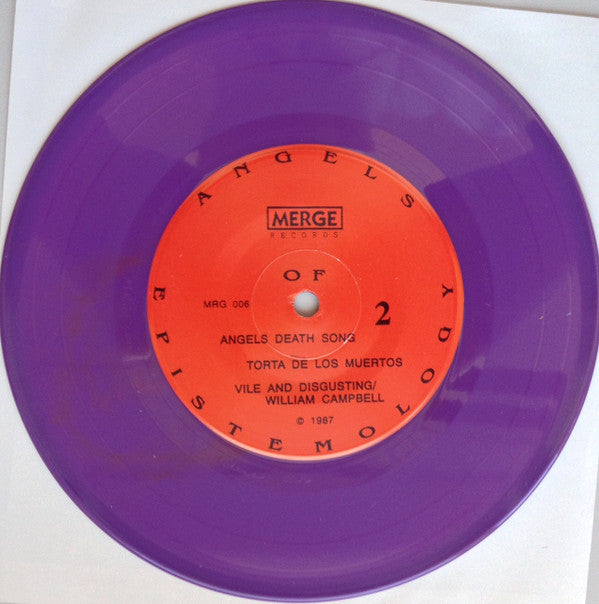 ANGELS
MERGE
RECORDS
OF
MRG 006
2
ANGELS DEATH SONG
TORTA DE LOS MUERTOS
VILE AND DISGUSTING/
WILLIAM CAMPBELL
© 1987
EPISTEMOLODY